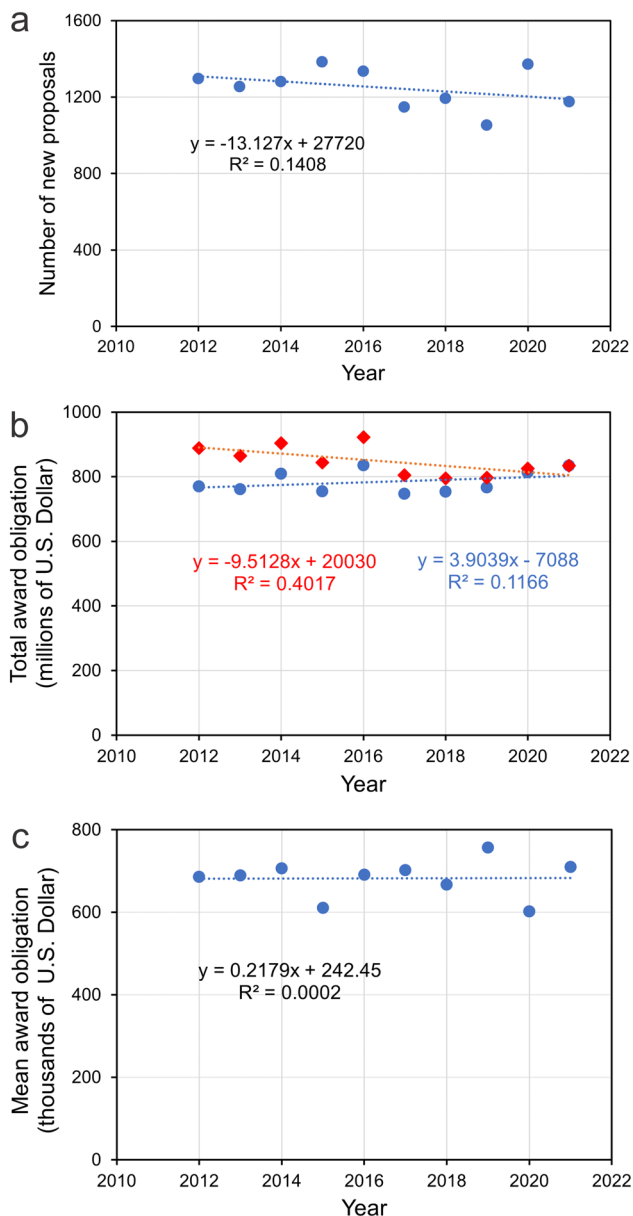 a
1600
1200
800
400
0
Number of new proposals
y = -13.127x + 27720
R² = 0.1408
2010 2012 2014 2016 2018 2020 2022
Year
b
1000
800
600
400
200
0
Total award obligation
(millions of U.S. Dollar)
y = -9.5128x + 20030
R² = 0.4017
y = 3.9039x - 7088
R² = 0.1166
2010 2012 2014 2016 2018 2020 2022
Year
c
800
600
400
200
0
Mean award obligation
(thousands of U.S. Dollar)
y = 0.2179x + 242.45
R² = 0.0002
2010 2012 2014 2016 2018 2020 2022
Year